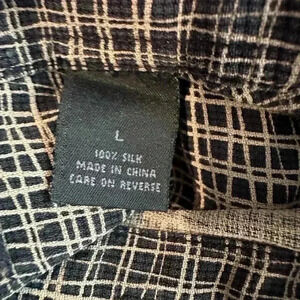 L
100% SILK
MADE IN CHINA
CARE ON REVERSE